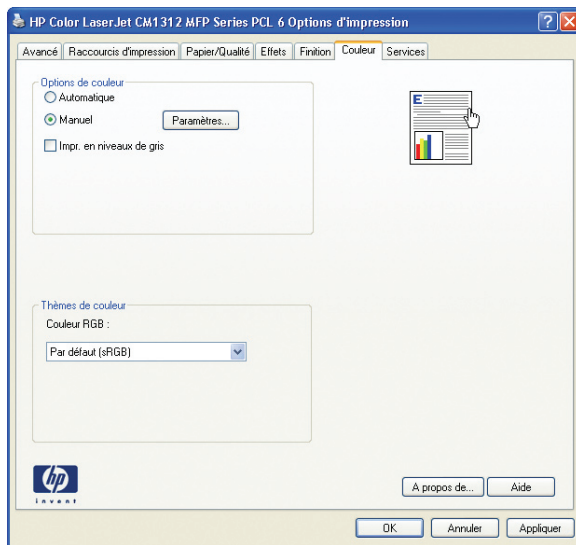 HP Color LaserJet CM1312 MFP Series PCL 6 Options d'impression
Avancé Raccourcis d'impression Papier/Qualité Effets Finition Couleur Services
Options de couleur
Automatique
Manuel Paramètres...
Impr. en niveaux de gris
E
Thèmes de couleur
Couleur RGB :
Par défaut (sRGB)
hp
invent
A propos de... Aide
OK Annuler Appliquer